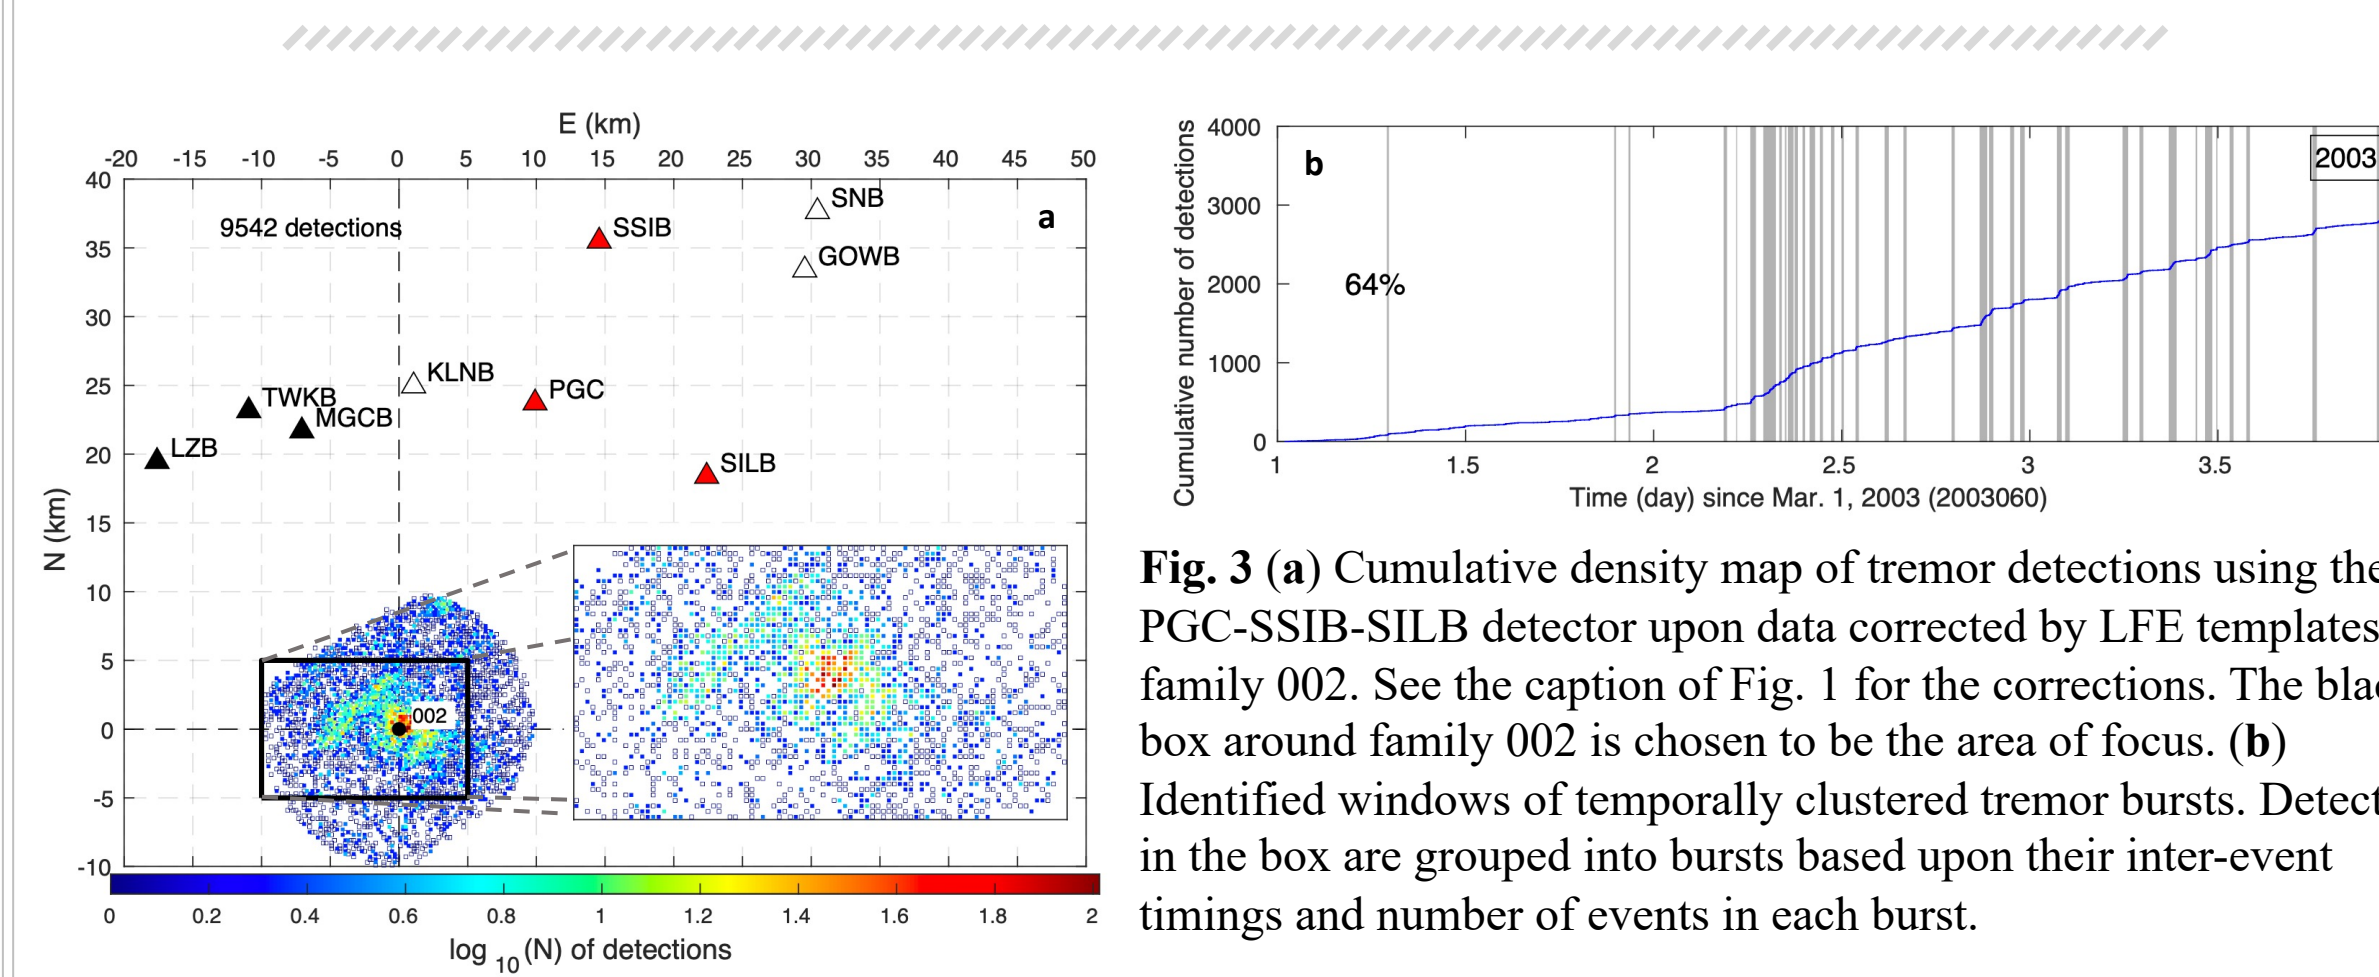 E (km)
-20 -15 -10 -5 0 5 10 15 20 25 30 35 40 45 50
40
35
30
25
20
15
10
5
0
-5
-10
N (km)
9542 detections
a
SNB
SSIB
GOWB
KLNB
PGC
TWKB
MGCB
LZB
SILB
002
0 0.2 0.4 0.6 0.8 1 1.2 1.4 1.6 1.8 2
log 10 (N) of detections
Cumulative number of detections
4000
3000
2000
1000
0
b
2003
64%
1 1.5 2 2.5 3 3.5
Time (day) since Mar. 1, 2003 (2003060)
Fig. 3 (a) Cumulative density map of tremor detections using the
PGC-SSIB-SILB detector upon data corrected by LFE templates
family 002. See the caption of Fig. 1 for the corrections. The
box around family 002 is chosen to be the area of focus. (b)
Identified windows of temporally clustered tremor bursts.
in the box are grouped into bursts based upon their inter-event
timings and number of events in each burst.